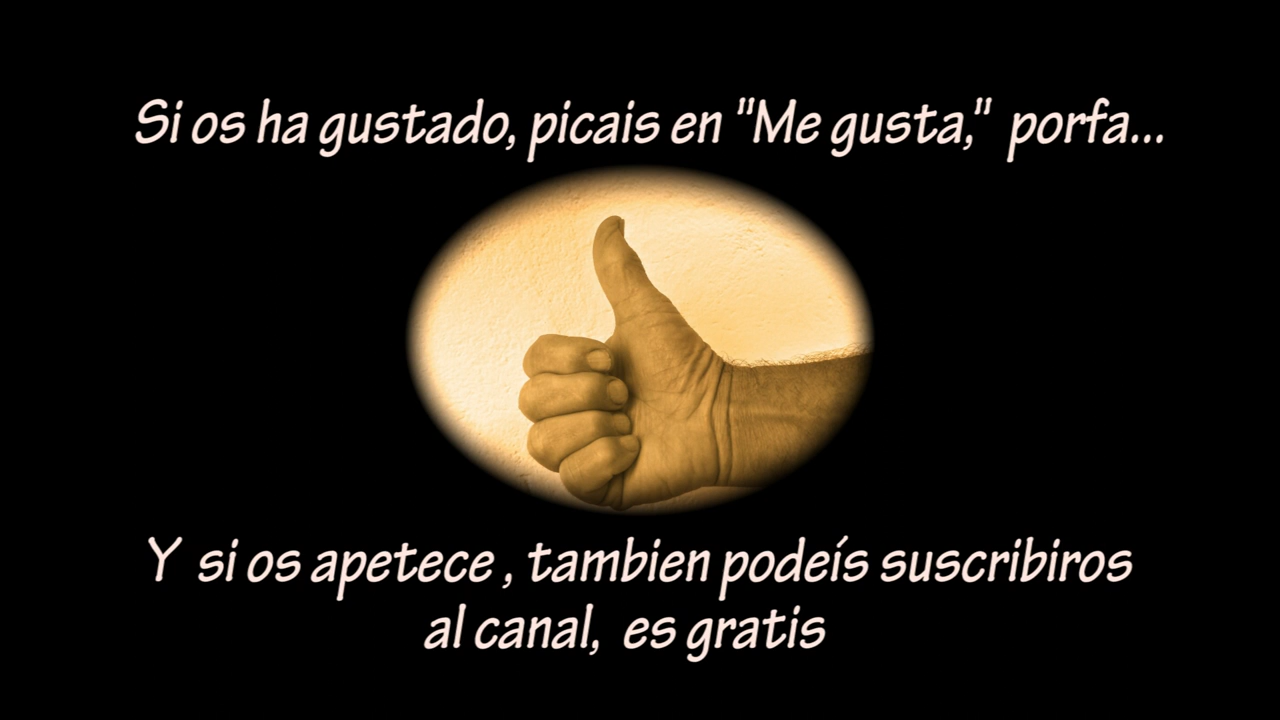 Si os ha gustado, picais en "Me gusta," porfa...
Y si os apetece , tambien podeís suscribiros
al canal, es gratis